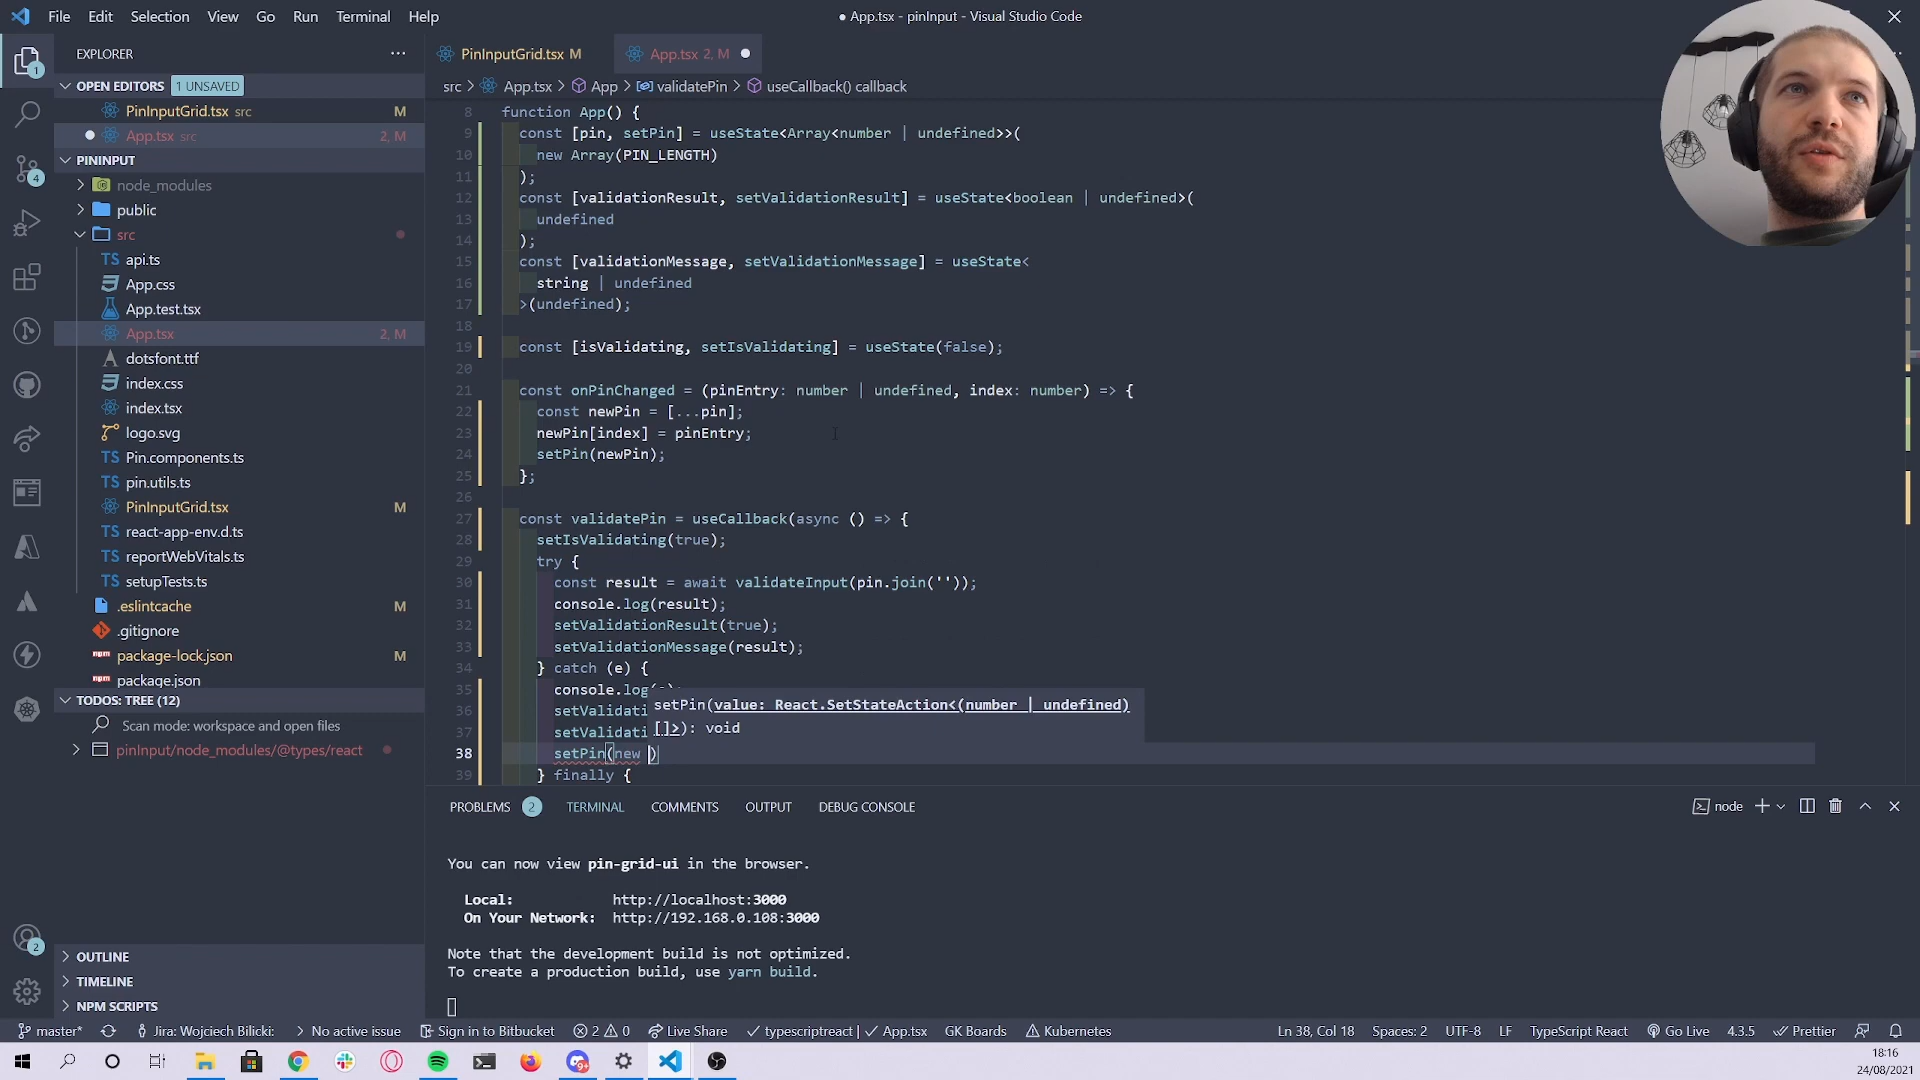 File Edit Selection View Go Run Terminal Help
● App.tsx - pinInput - Visual Studio Code
EXPLORER
OPEN EDITORS 1 UNSAVED
PinInputGrid.tsx src M
App.tsx src 2, M
PININPUT
node_modules
public
src
TS api.ts
App.css
App.test.tsx
App.tsx 2, M
dotsfont.ttf
index.css
index.tsx
logo.svg
TS Pin.components.ts
TS pin.utils.ts
PinInputGrid.tsx M
TS react-app-env.d.ts
TS reportWebVitals.ts
TS setupTests.ts
.eslintcache M
.gitignore
package-lock.json M
package.json
TODOS: TREE (12)
Scan mode: workspace and open files
pinInput/node_modules/@types/react
OUTLINE
TIMELINE
NPM SCRIPTS
PinInputGrid.tsx M
App.tsx 2, M
src > App.tsx > App > validatePin > useCallback() callback
8 function App() {
9 const [pin, setPin] = useState<Array<number | undefined>>(
10 new Array(PIN_LENGTH)
11 );
12 const [validationResult, setValidationResult] = useState<boolean | undefined>(
13 undefined
14 );
15 const [validationMessage, setValidationMessage] = useState<
16 string | undefined
17 >(undefined);
18
19 const [isValidating, setIsValidating] = useState(false);
20
21 const onPinChanged = (pinEntry: number | undefined, index: number) => {
22 const newPin = [...pin];
23 newPin[index] = pinEntry;
24 setPin(newPin);
25 };
26
27 const validatePin = useCallback(async () => {
28 setIsValidating(true);
29 try {
30 const result = await validateInput(pin.join(''));
31 console.log(result);
32 setValidationResult(true);
33 setValidationMessage(result);
34 } catch (e) {
35 console.log(
36 setValidati
37 setValidati
38 setPin(new )
39 } finally {
setPin(value: React.SetStateAction<(number | undefined)
[]>): void
PROBLEMS 2 TERMINAL COMMENTS OUTPUT DEBUG CONSOLE
node
You can now view pin-grid-ui in the browser.
Local: http://localhost:3000
On Your Network: http://192.168.0.108:3000
Note that the development build is not optimized.
To create a production build, use yarn build.
master* Jira: Wojciech Bilicki: > No active issue Sign in to Bitbucket 2 0 Live Share typescriptreact | App.tsx GK Boards Kubernetes
Ln 38, Col 18 Spaces: 2 UTF-8 LF TypeScript React Go Live 4.3.5 Prettier
18:16
24/08/2021